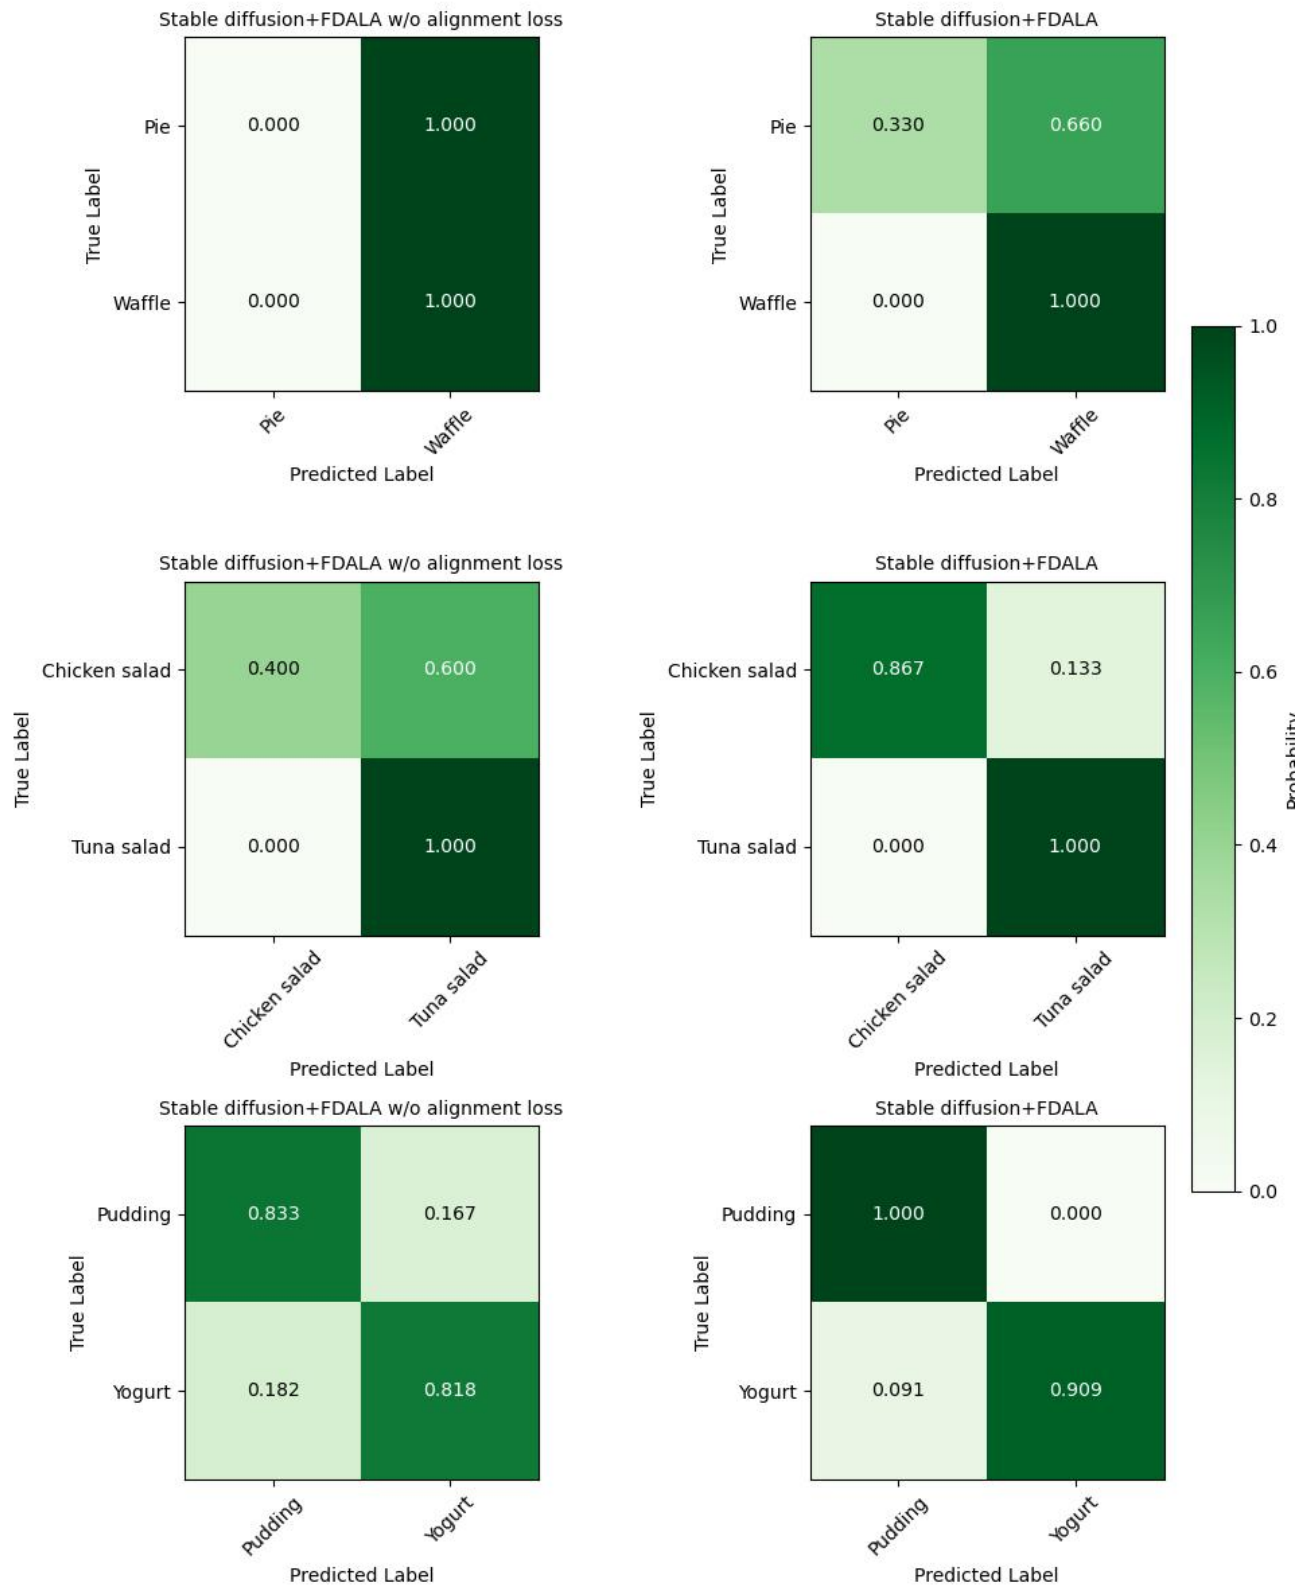 Stable diffusion+FDALA w/o alignment loss
True Label
Pie
0.000
1.000
Waffle
0.000
1.000
Pie
Waffle
Predicted Label
Stable diffusion+FDALA
True Label
Pie
0.330
0.660
Waffle
0.000
1.000
Pie
Waffle
Predicted Label
Stable diffusion+FDALA w/o alignment loss
True Label
Chicken salad
0.400
0.600
Tuna salad
0.000
1.000
Chicken salad
Tuna salad
Predicted Label
Stable diffusion+FDALA
True Label
Chicken salad
0.867
0.133
Tuna salad
0.000
1.000
Chicken salad
Tuna salad
Predicted Label
Stable diffusion+FDALA w/o alignment loss
True Label
Pudding
0.833
0.167
Yogurt
0.182
0.818
Pudding
Yogurt
Predicted Label
Stable diffusion+FDALA
True Label
Pudding
1.000
0.000
Yogurt
0.091
0.909
Pudding
Yogurt
Predicted Label
1.0
0.8
0.6
0.4
0.2
0.0
Probability